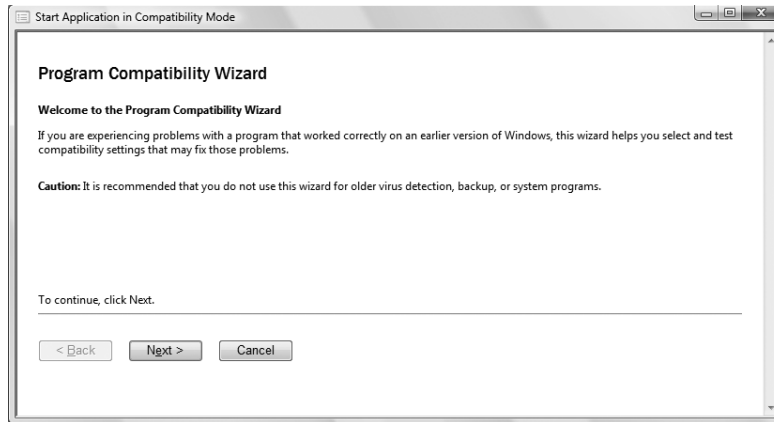 Start Application in Compatibility Mode
Program Compatibility Wizard
Welcome to the Program Compatibility Wizard
If you are experiencing problems with a program that worked correctly on an earlier version of Windows, this wizard helps you select and test
compatibility settings that may fix those problems.
Caution: It is recommended that you do not use this wizard for older virus detection, backup, or system programs.
To continue, click Next.
< Back Next > Cancel